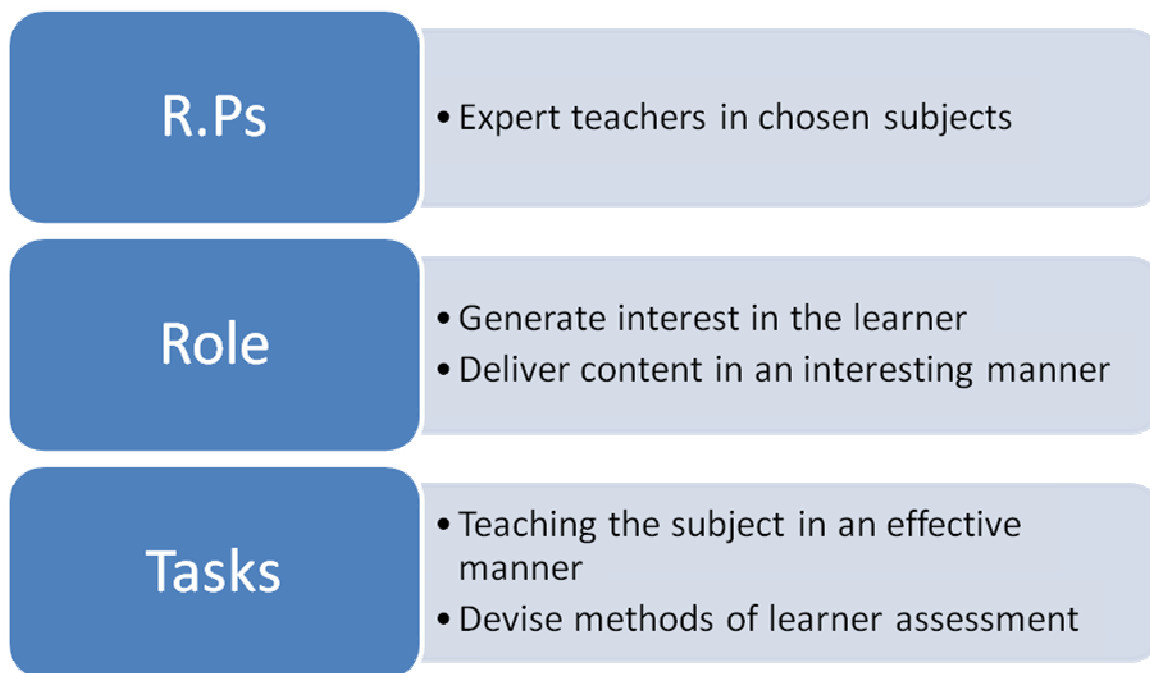 R.Ps
• Expert teachers in chosen subjects
Role
• Generate interest in the learner
• Deliver content in an interesting manner
Tasks
• Teaching the subject in an effective
manner
• Devise methods of learner assessment